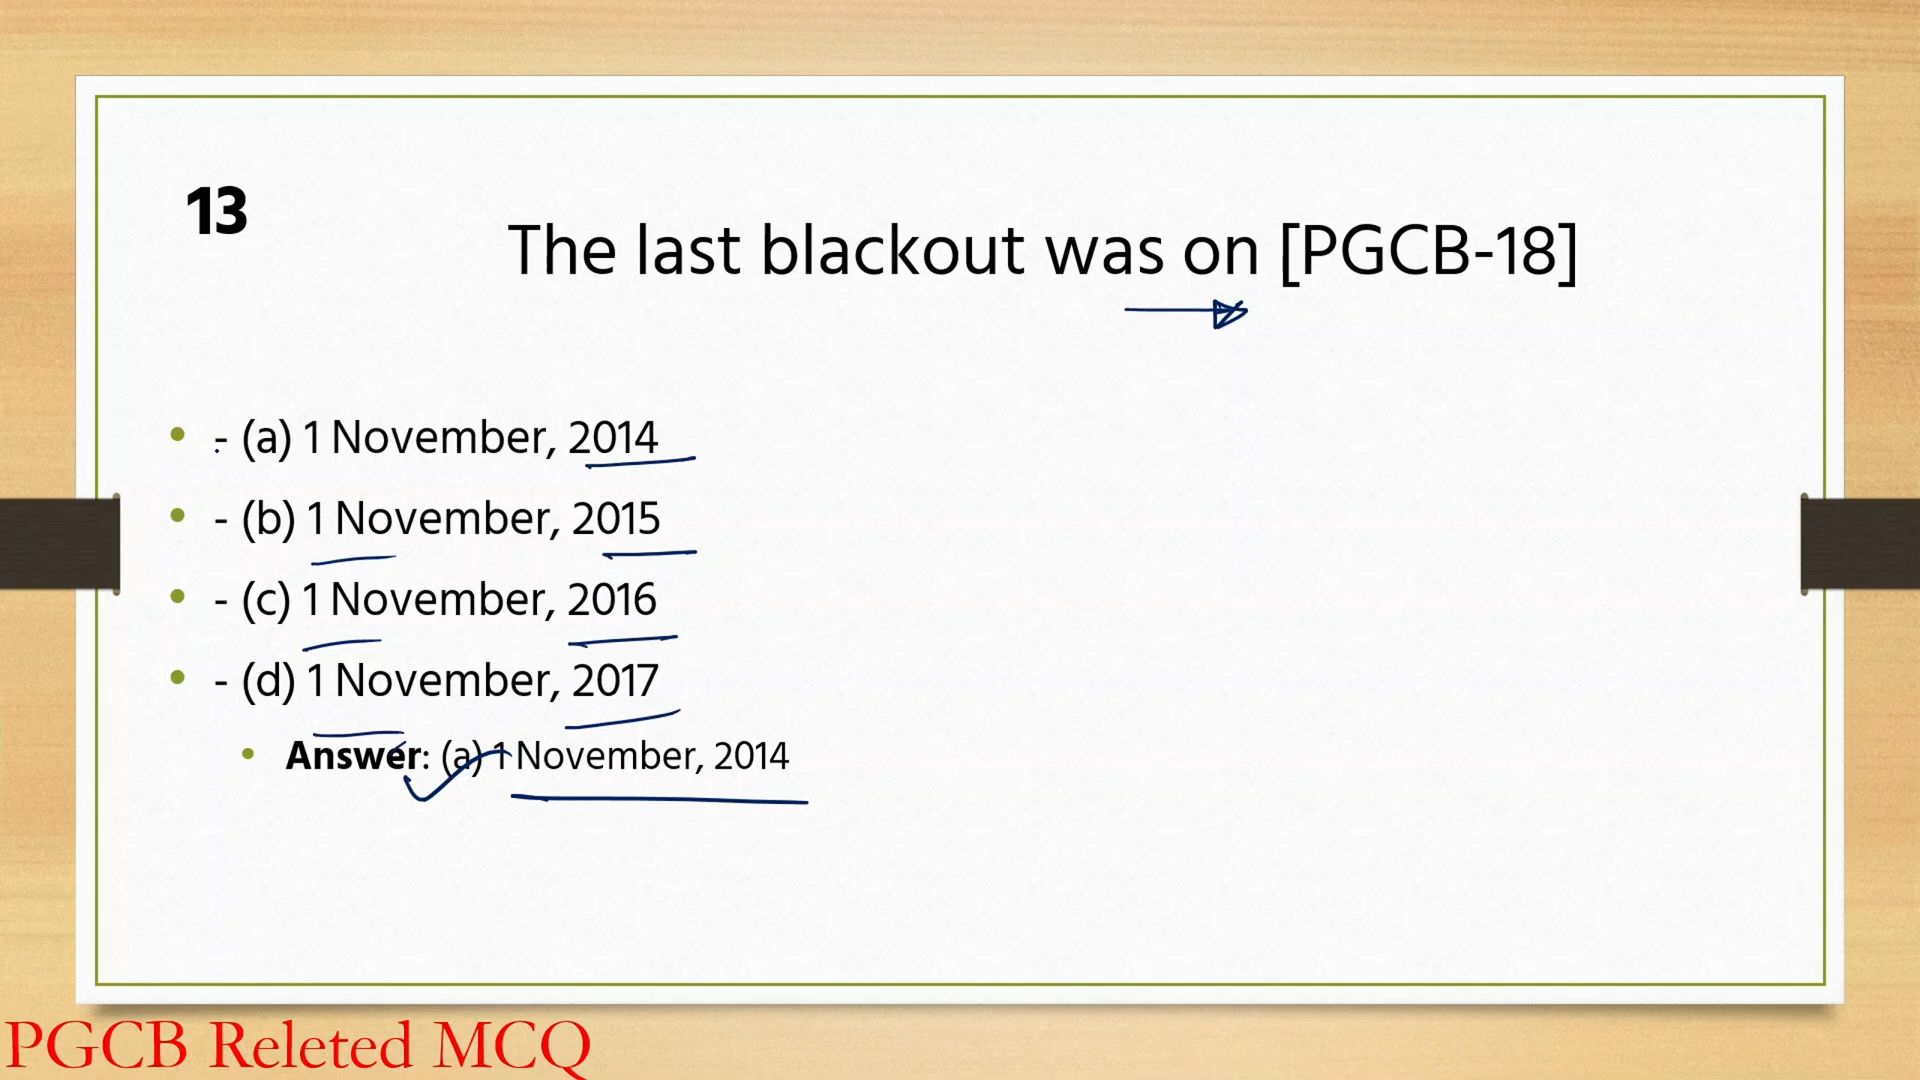 13
The last blackout was on [PGCB-18]
- (a) 1 November, 2014
- (b) 1 November, 2015
- (c) 1 November, 2016
- (d) 1 November, 2017
Answer: (a) 1 November, 2014
PGCB Releted MCQ